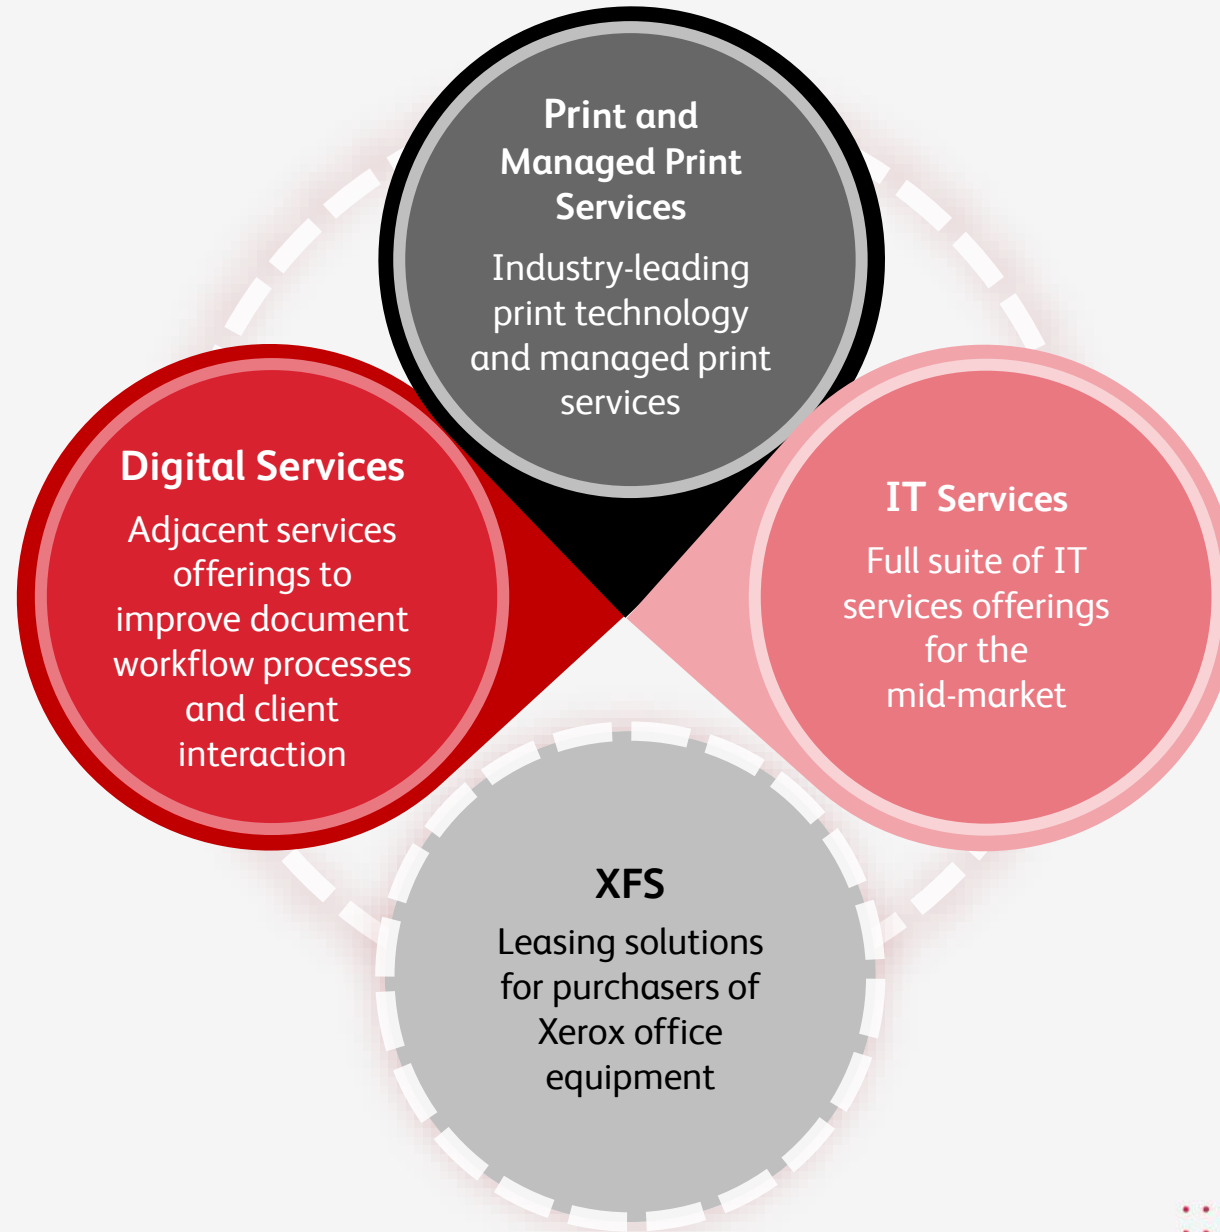 Print and
Managed Print
Services
Industry-leading
print technology
and managed print
services
Digital Services
Adjacent services
offerings to
improve document
workflow processes
and client
interaction
IT Services
Full suite of IT
services offerings
for the
mid-market
XFS
Leasing solutions
for purchasers of
Xerox office
equipment